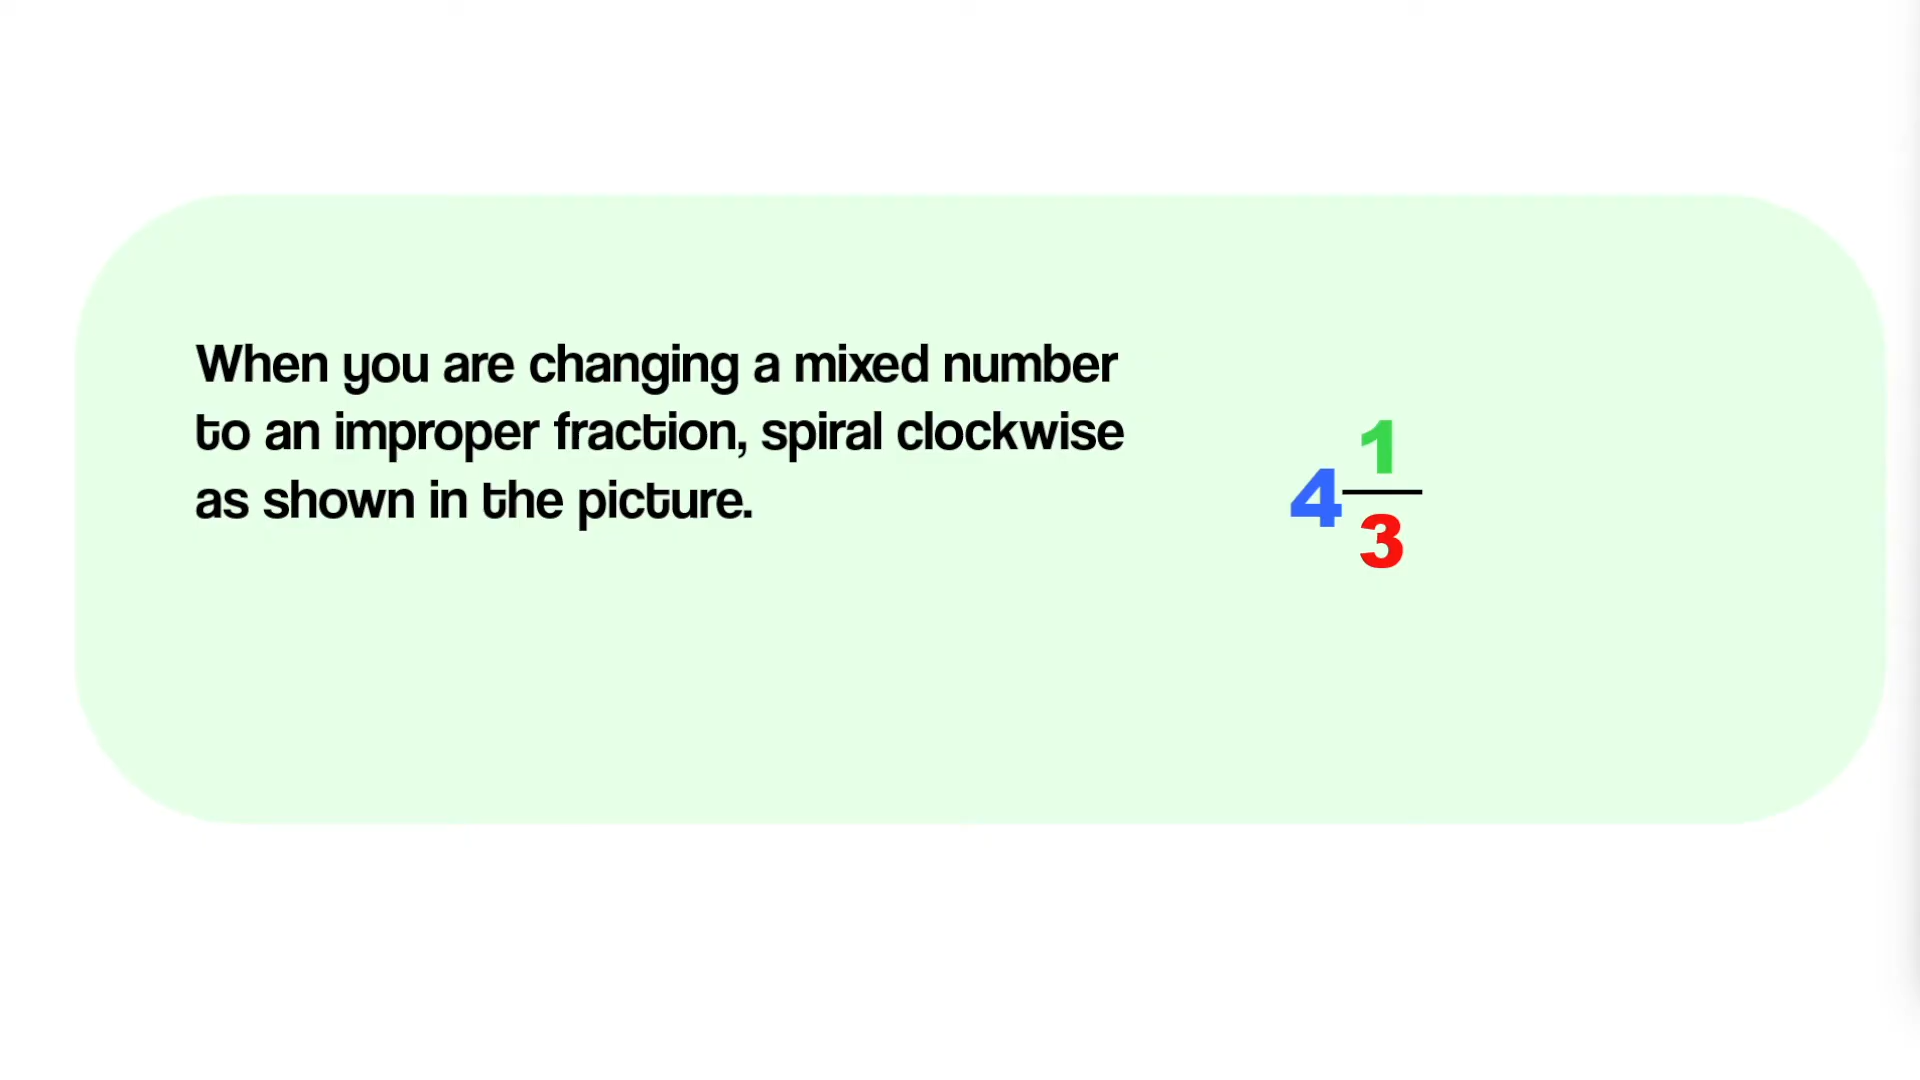 When you are changing a mixed number
to an improper fraction, spiral clockwise
as shown in the picture.
4 1/3